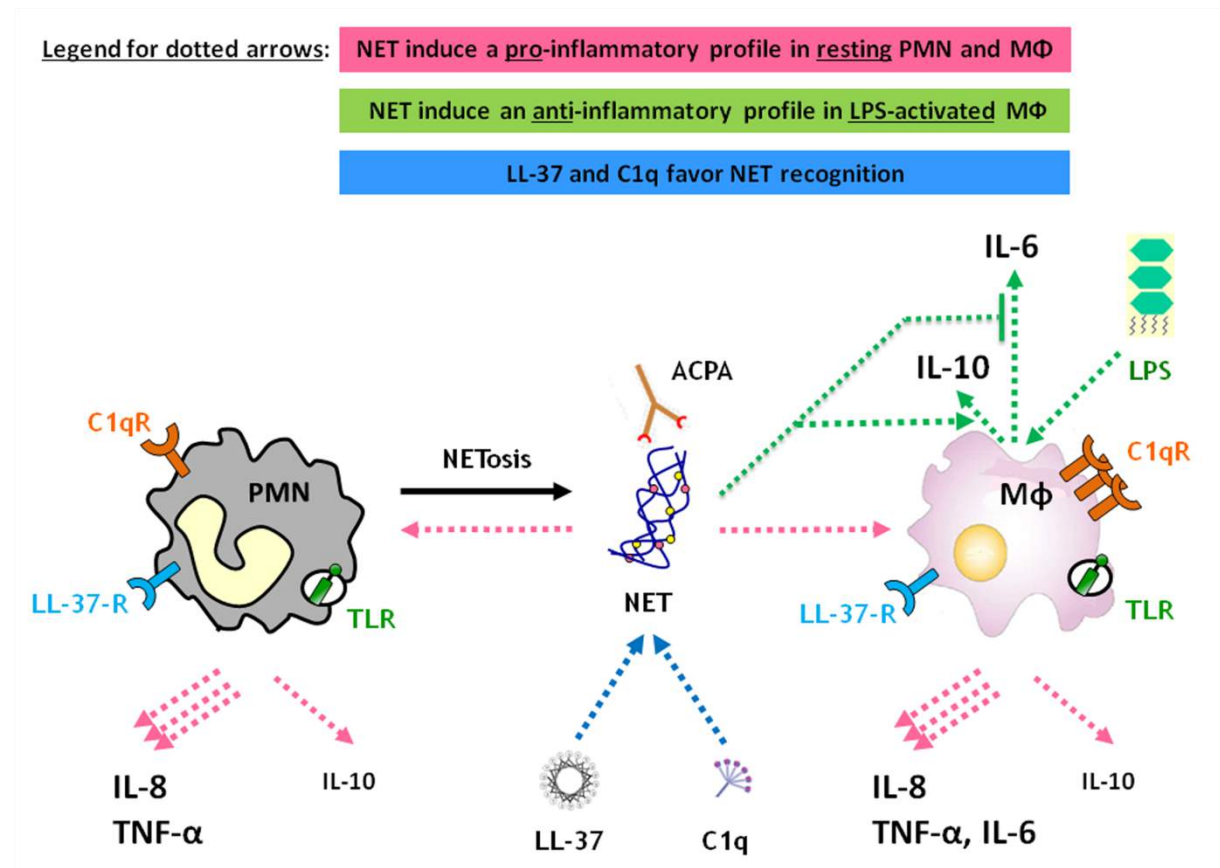 Legend for dotted arrows:
NET induce a pro-inflammatory profile in resting PMN and MΦ
NET induce an anti-inflammatory profile in LPS-activated MΦ
LL-37 and C1q favor NET recognition
IL-6
IL-10
LPS
ACPA
C1qR
C1qR
NETosis
PMN
MΦ
LL-37-R
TLR
NET
LL-37-R
TLR
IL-8
TNF-α
IL-10
LL-37
C1q
IL-8
TNF-α, IL-6
IL-10